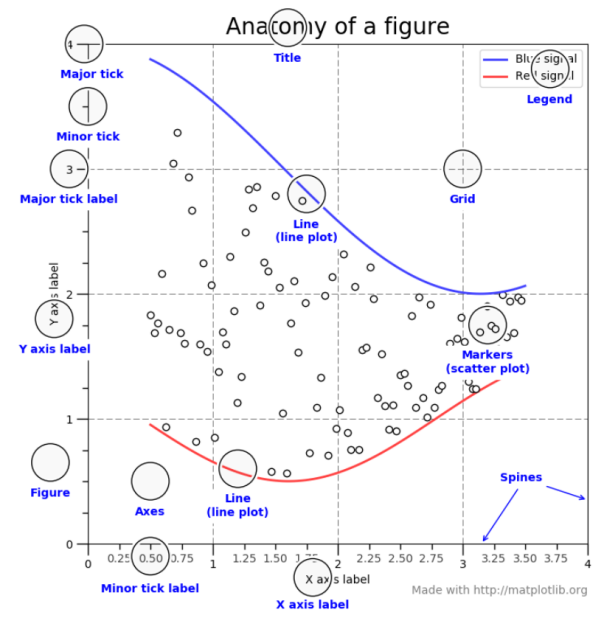 Anatomy of a figure
Title
4
Major tick
Blue signal
Red signal
Legend
Minor tick
3
Major tick label
Grid
Line
(line plot)
2
Y axis label
Y axis label
Markers
(scatter plot)
1
Figure
Axes
Line
(line plot)
Spines
0
0 0.25 0.50 0.75 1 1.25 1.50 2 2.25 2.50 2.75 3 3.25 3.50 3.75 4
Minor tick label
X axis label
X axis label
Made with http://matplotlib.org